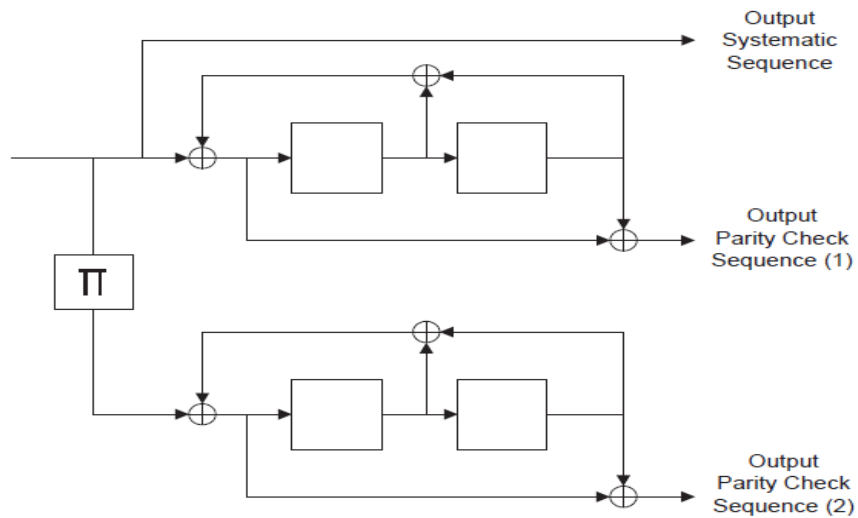 Output
Systematic
Sequence
Output
Parity Check
Sequence (1)
Π
Output
Parity Check
Sequence (2)